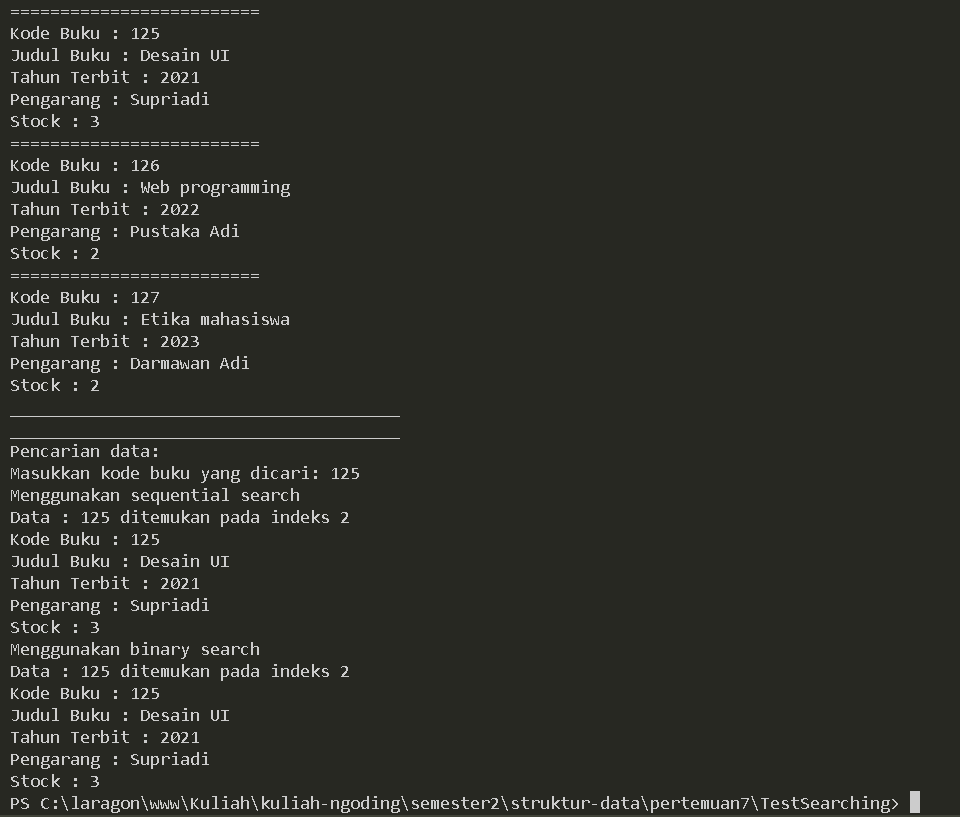 =========================
Kode Buku : 125
Judul Buku : Desain UI
Tahun Terbit : 2021
Pengarang : Supriadi
Stock : 3
=========================
Kode Buku : 126
Judul Buku : Web programming
Tahun Terbit : 2022
Pengarang : Pustaka Adi
Stock : 2
=========================
Kode Buku : 127
Judul Buku : Etika mahasiswa
Tahun Terbit : 2023
Pengarang : Darmawan Adi
Stock : 2
_______________________________________
_______________________________________
Pencarian data:
Masukkan kode buku yang dicari: 125
Menggunakan sequential search
Data : 125 ditemukan pada indeks 2
Kode Buku : 125
Judul Buku : Desain UI
Tahun Terbit : 2021
Pengarang : Supriadi
Stock : 3
Menggunakan binary search
Data : 125 ditemukan pada indeks 2
Kode Buku : 125
Judul Buku : Desain UI
Tahun Terbit : 2021
Pengarang : Supriadi
Stock : 3
PS C:\laragon\www\Kuliah\kuliah-ngoding\semester2\struktur-data\pertemuan7\TestSearching>